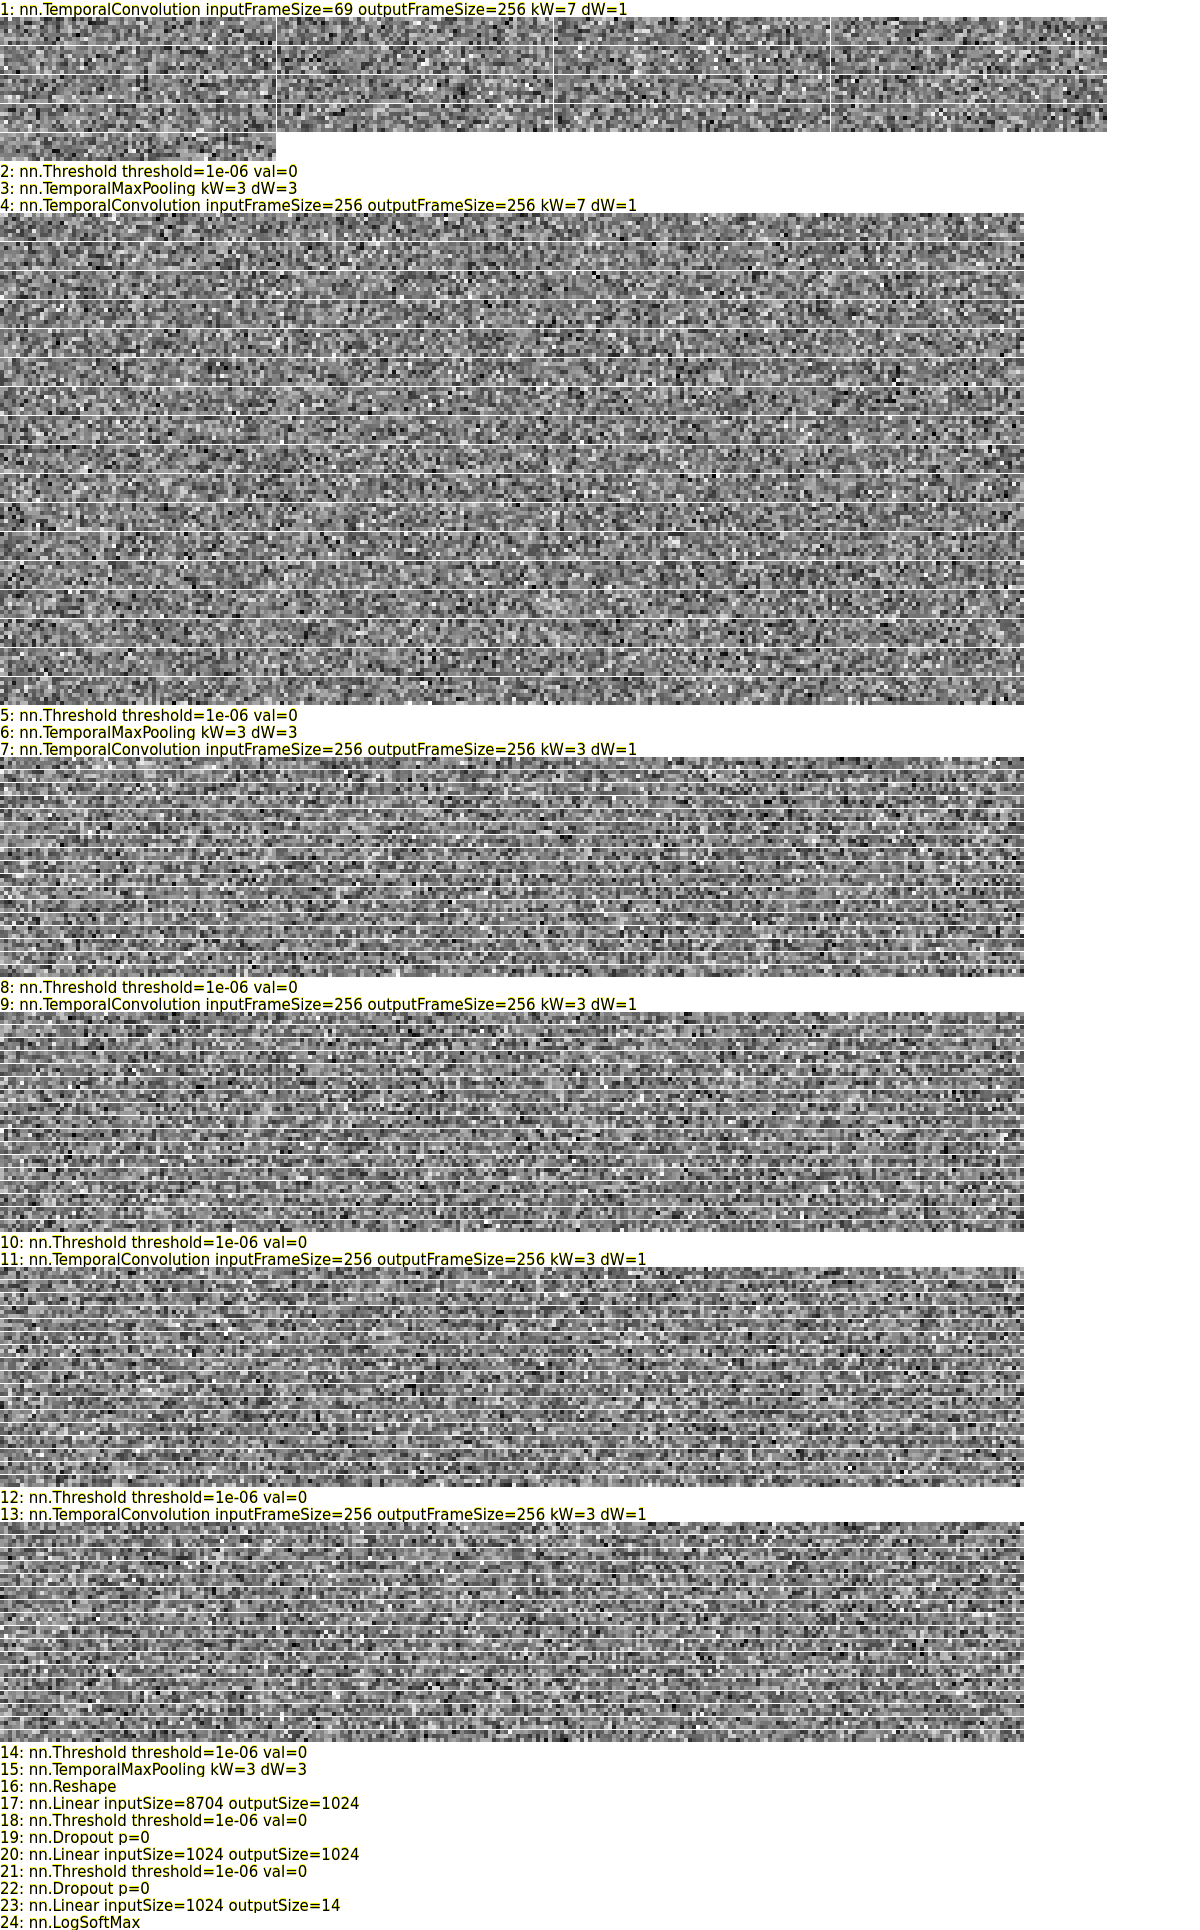 1: nn.TemporalConvolution inputFrameSize=69 outputFrameSize=256 kW=7 dW=1
2: nn.Threshold threshold=1e-06 val=0
3: nn.TemporalMaxPooling kW=3 dW=3
4: nn.TemporalConvolution inputFrameSize=256 outputFrameSize=256 kW=7 dW=1
5: nn.Threshold threshold=1e-06 val=0
6: nn.TemporalMaxPooling kW=3 dW=3
7: nn.TemporalConvolution inputFrameSize=256 outputFrameSize=256 kW=3 dW=1
8: nn.Threshold threshold=1e-06 val=0
9: nn.TemporalConvolution inputFrameSize=256 outputFrameSize=256 kW=3 dW=1
10: nn.Threshold threshold=1e-06 val=0
11: nn.TemporalConvolution inputFrameSize=256 outputFrameSize=256 kW=3 dW=1
12: nn.Threshold threshold=1e-06 val=0
13: nn.TemporalConvolution inputFrameSize=256 outputFrameSize=256 kW=3 dW=1
14: nn.Threshold threshold=1e-06 val=0
15: nn.TemporalMaxPooling kW=3 dW=3
16: nn.Reshape
17: nn.Linear inputSize=8704 outputSize=1024
18: nn.Threshold threshold=1e-06 val=0
19: nn.Dropout p=0
20: nn.Linear inputSize=1024 outputSize=1024
21: nn.Threshold threshold=1e-06 val=0
22: nn.Dropout p=0
23: nn.Linear inputSize=1024 outputSize=14
24: nn.LogSoftMax